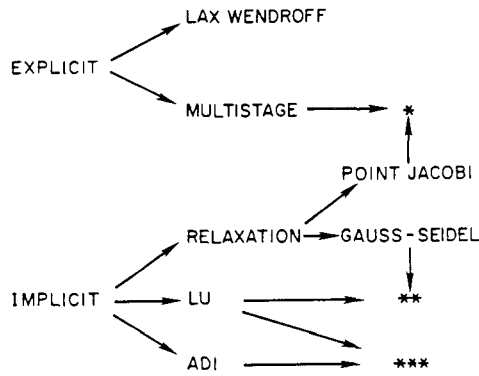 LAX WENDROFF
EXPLICIT
MULTISTAGE *
POINT JACOBI
RELAXATION GAUSS-SEIDEL
IMPLICIT LU **
ADI ***